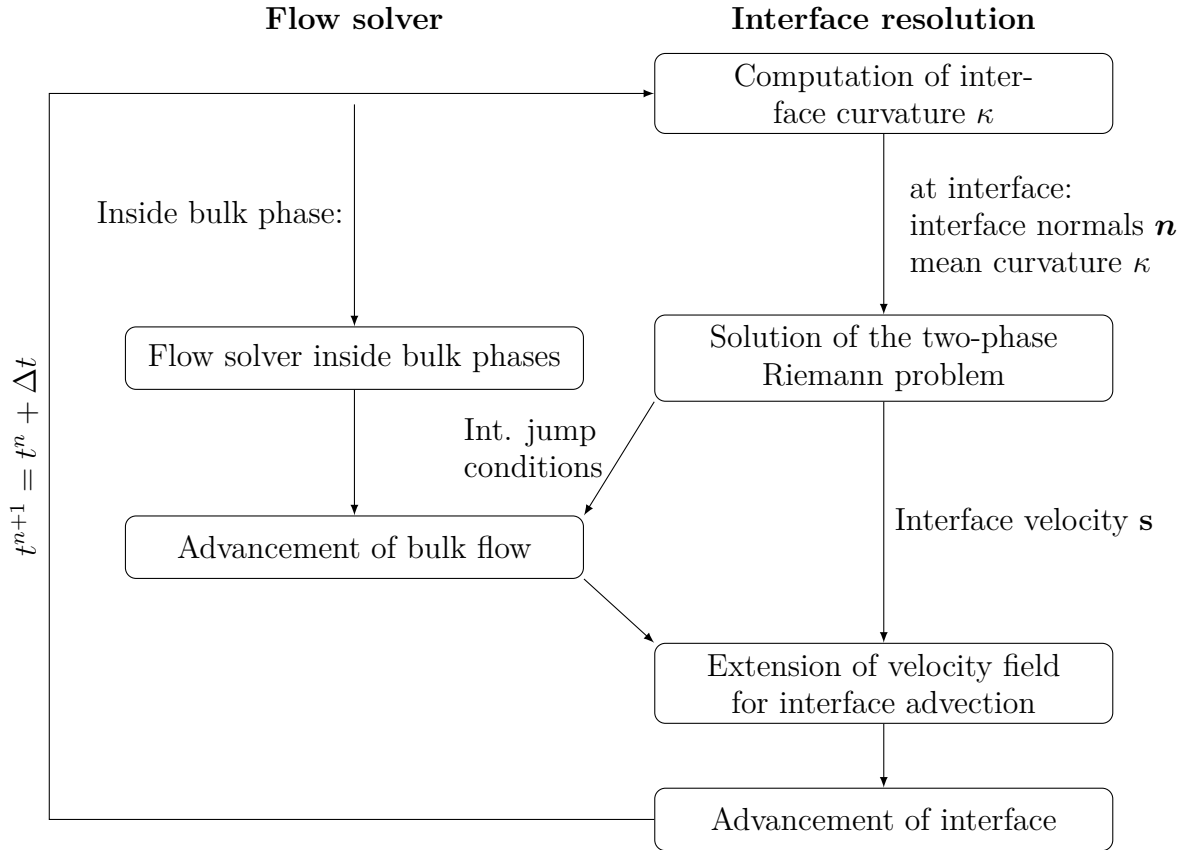 Flow solver
Interface resolution
Computation of inter-
face curvature κ
Inside bulk phase:
at interface:
interface normals n
mean curvature κ
Flow solver inside bulk phases
Solution of the two-phase
Riemann problem
Int. jump
conditions
Advancement of bulk flow
Interface velocity s
Extension of velocity field
for interface advection
Advancement of interface
tⁿ⁺¹ = tⁿ + Δt